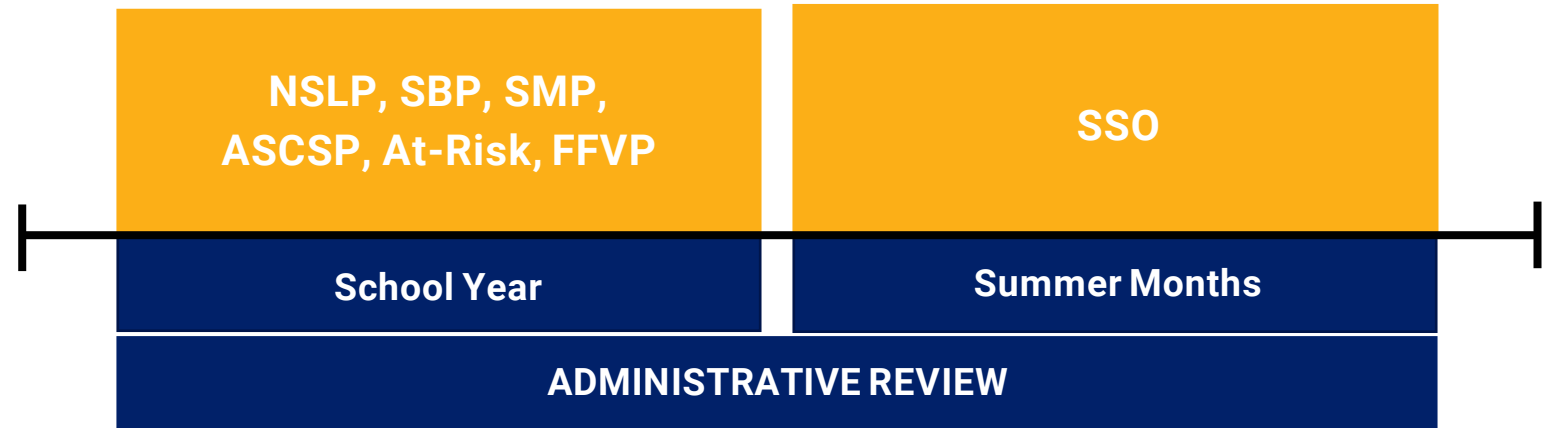 NSLP, SBP, SMP,
ASCSP, At-Risk, FFVP
SSO
School Year
Summer Months
ADMINISTRATIVE REVIEW